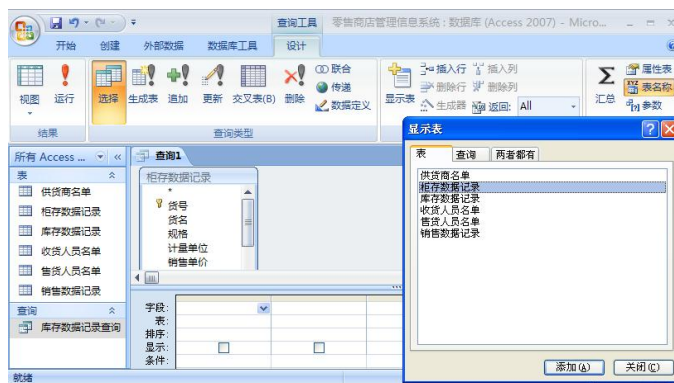 查询工具 零售商店管理信息系统 : 数据库 (Access 2007) - Micro...
开始 创建 外部数据 数据库工具 设计
视图 运行 选择 生成表 追加 更新 交叉表(B) 删除
联合
传递
数据定义
显示表
插入行 插入列
删除行 删除列
生成器 返回: All
汇总
属性表
表名称
参数
结果 查询类型
所有 Access ...
表
供货商名单
柜存数据记录
库存数据记录
收货人员名单
售货人员名单
销售数据记录
查询
库存数据记录查询
查询1
柜存数据记录
*
货号
货名
规格
计量单位
销售单价
字段:
表:
排序:
显示:
条件:
显示表
表 查询 两者都有
供货商名单
柜存数据记录
库存数据记录
收货人员名单
售货人员名单
销售数据记录
添加(A) 关闭(C)
就绪